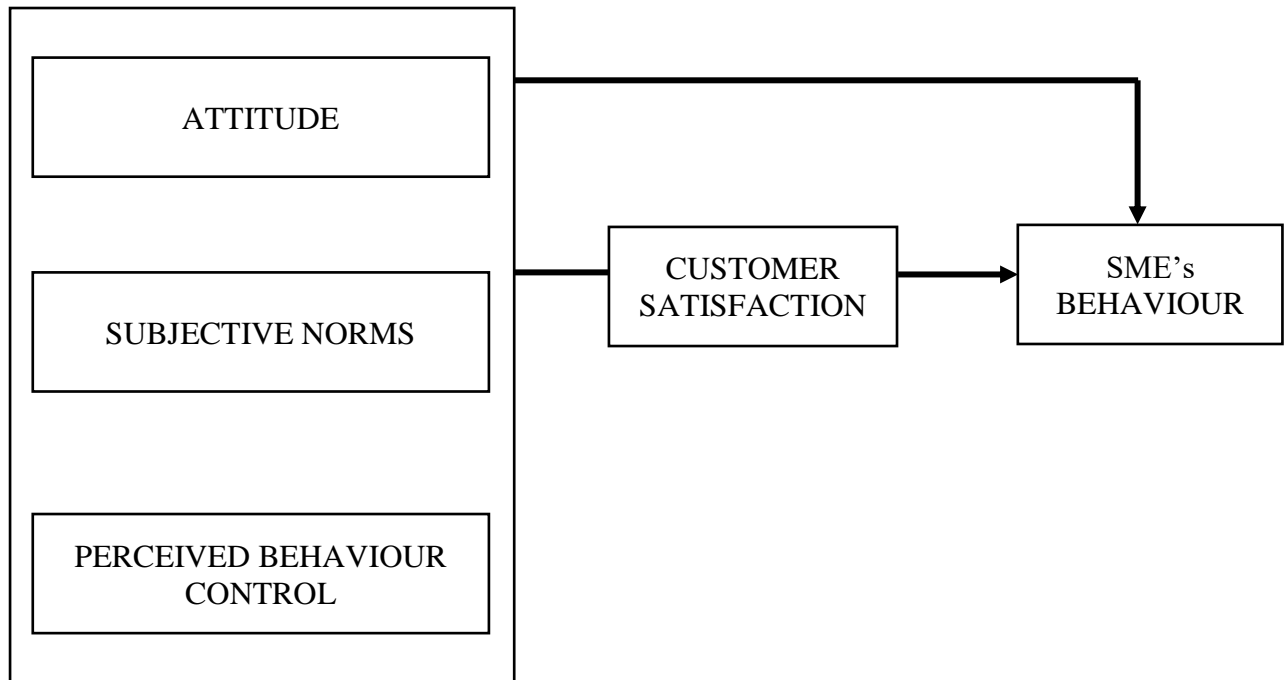 ATTITUDE
SUBJECTIVE NORMS
PERCEIVED BEHAVIOUR
CONTROL
CUSTOMER
SATISFACTION
SME’s
BEHAVIOUR